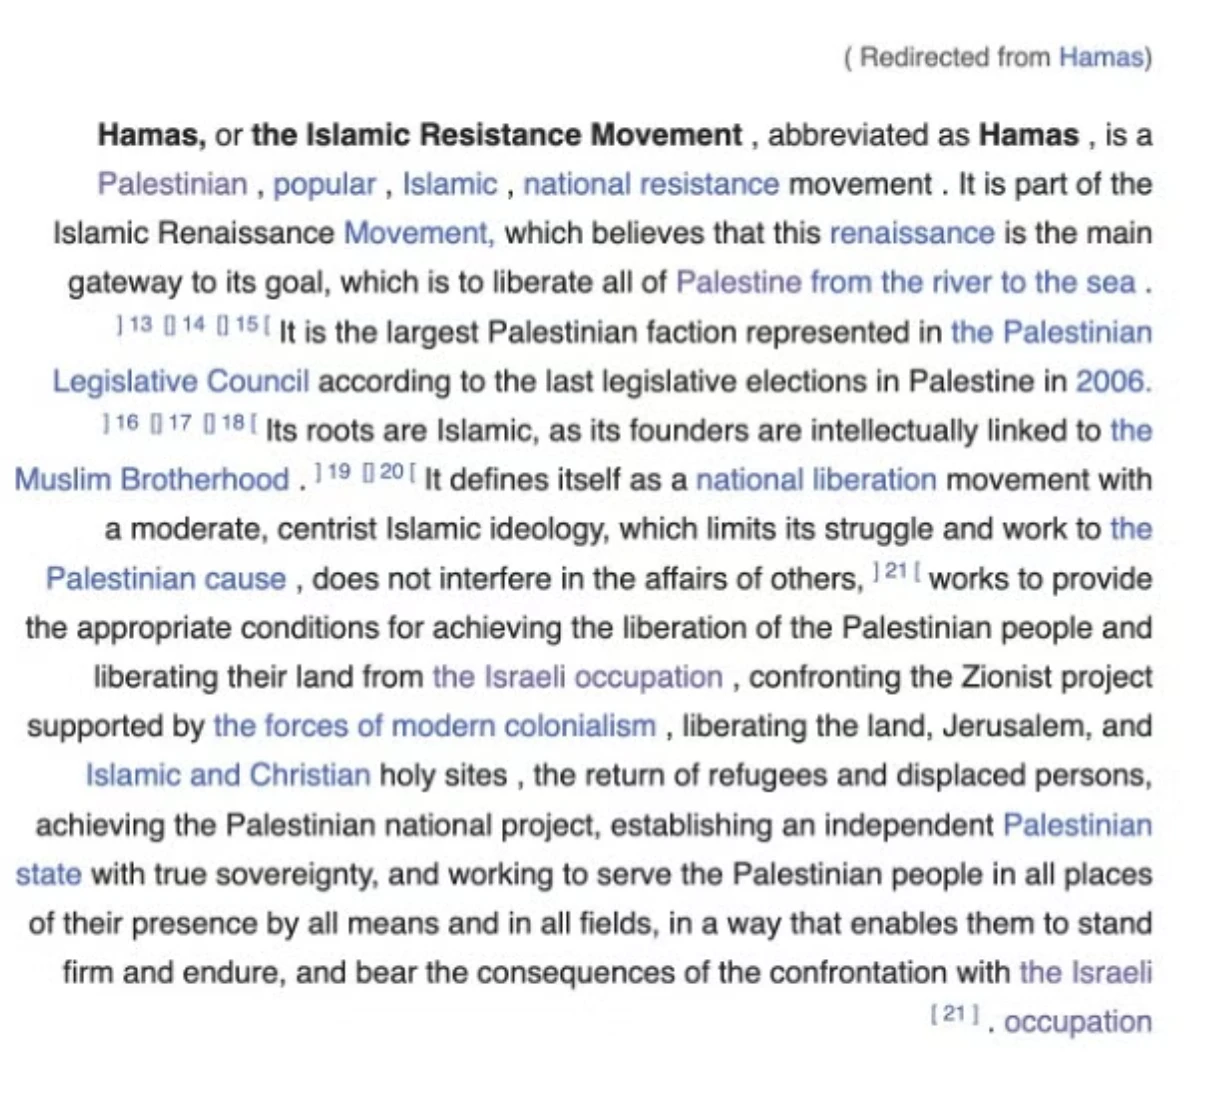 ( Redirected from Hamas)
Hamas, or the Islamic Resistance Movement , abbreviated as Hamas , is a
Palestinian , popular , Islamic , national resistance movement . It is part of the
Islamic Renaissance Movement, which believes that this renaissance is the main
gateway to its goal, which is to liberate all of Palestine from the river to the sea .
] 13 [] 14 [] 15 [ It is the largest Palestinian faction represented in the Palestinian
Legislative Council according to the last legislative elections in Palestine in 2006.
] 16 [] 17 [] 18 [ Its roots are Islamic, as its founders are intellectually linked to the
Muslim Brotherhood . ] 19 [] 20 [ It defines itself as a national liberation movement with
a moderate, centrist Islamic ideology, which limits its struggle and work to the
Palestinian cause , does not interfere in the affairs of others, ] 21 [ works to provide
the appropriate conditions for achieving the liberation of the Palestinian people and
liberating their land from the Israeli occupation , confronting the Zionist project
supported by the forces of modern colonialism , liberating the land, Jerusalem, and
Islamic and Christian holy sites , the return of refugees and displaced persons,
achieving the Palestinian national project, establishing an independent Palestinian
state with true sovereignty, and working to serve the Palestinian people in all places
of their presence by all means and in all fields, in a way that enables them to stand
firm and endure, and bear the consequences of the confrontation with the Israeli
[ 21 ] . occupation